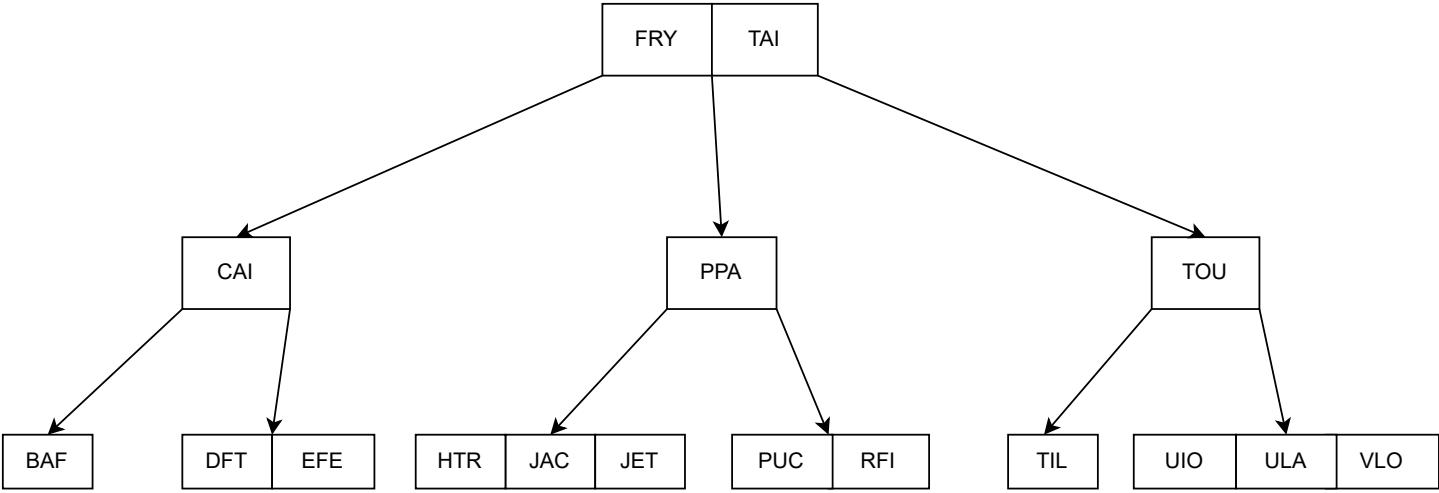 FRY TAI
CAI PPA TOU
BAF DFT EFE HTR JAC JET PUC RFI TIL UIO ULA VLO